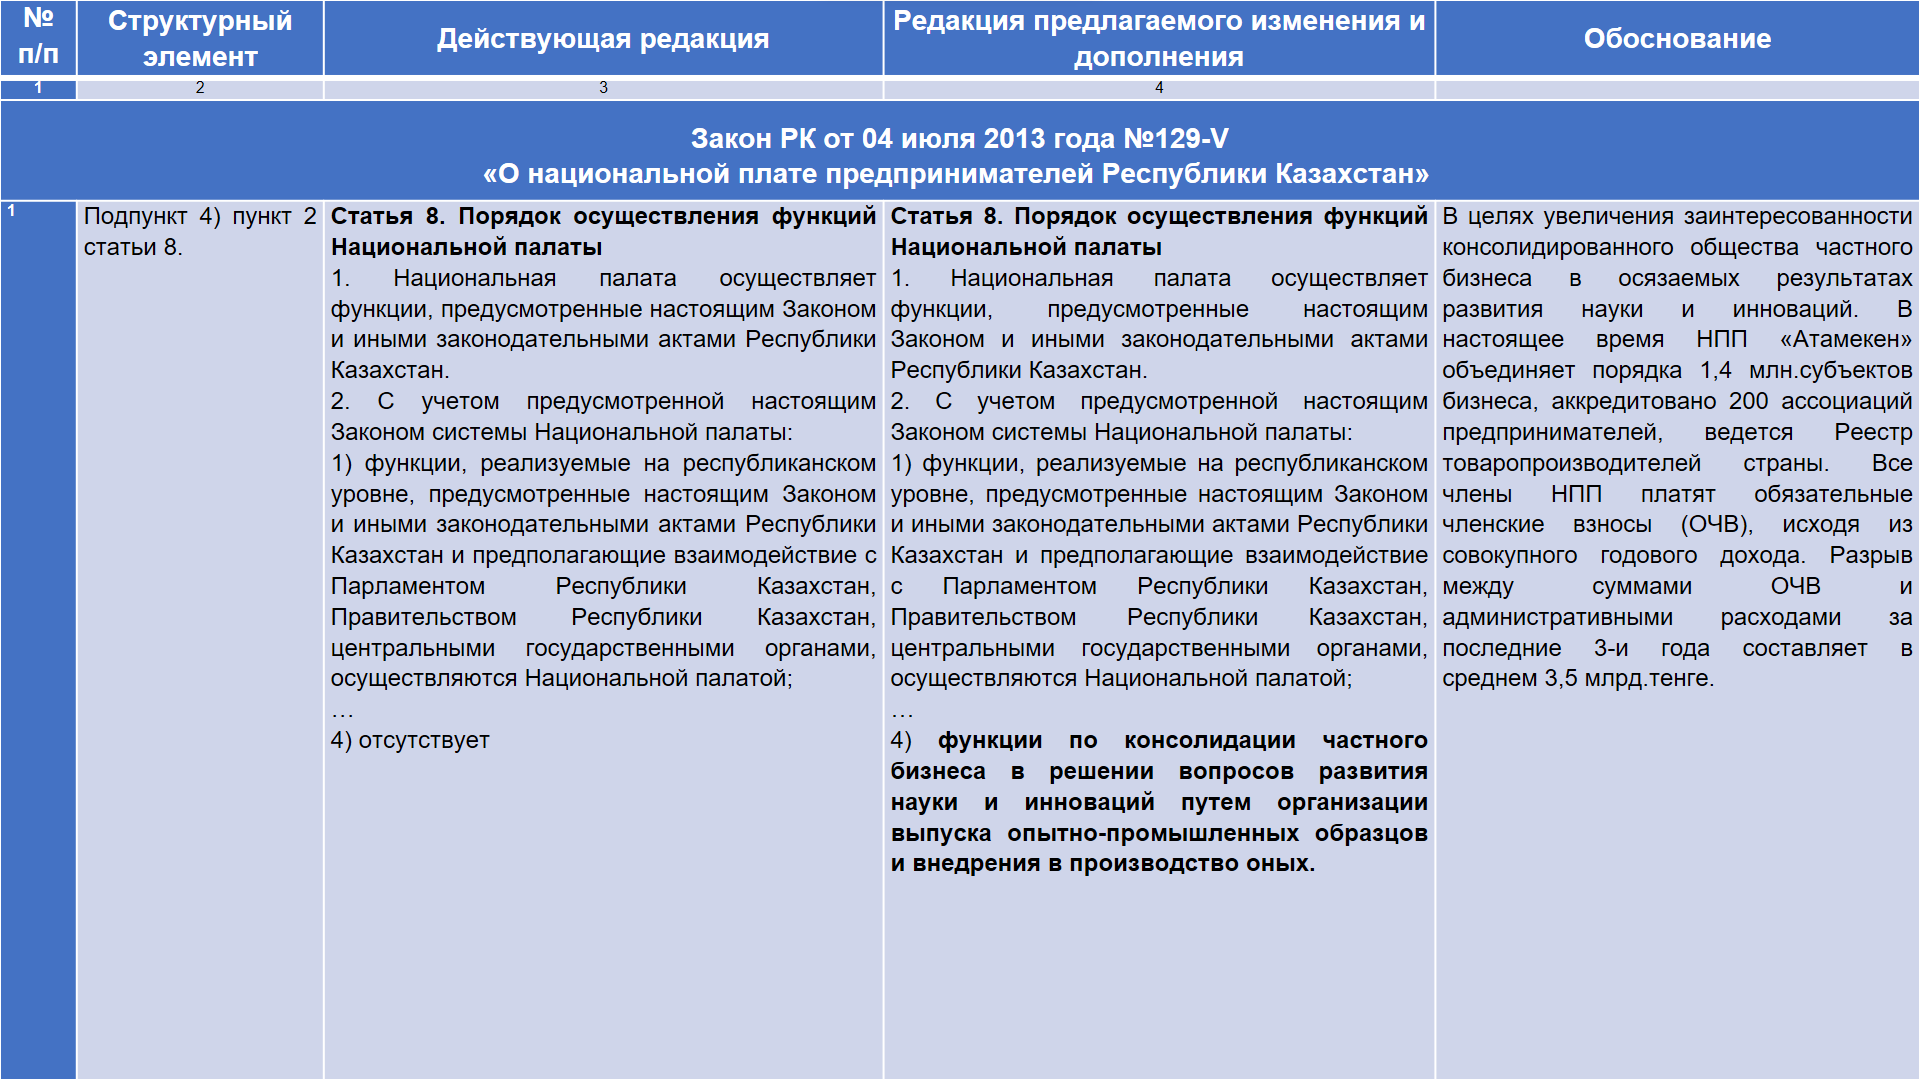 №
п/п
Структурный
элемент
Действующая редакция
Редакция предлагаемого изменения и
дополнения
Обоснование
1
2
3
4
Закон РК от 04 июля 2013 года №129-V
«О национальной плате предпринимателей Республики Казахстан»
1
Подпункт 4) пункт 2
статьи 8.
Статья 8. Порядок осуществления функций
Национальной палаты
1. Национальная палата осуществляет
функции, предусмотренные настоящим Законом
и иными законодательными актами Республики
Казахстан.
2. С учетом предусмотренной настоящим
Законом системы Национальной палаты:
1) функции, реализуемые на республиканском
уровне, предусмотренные настоящим Законом
и иными законодательными актами Республики
Казахстан и предполагающие взаимодействие с
Парламентом Республики Казахстан,
Правительством Республики Казахстан,
центральными государственными органами,
осуществляются Национальной палатой;
…
4) отсутствует
Статья 8. Порядок осуществления функций
Национальной палаты
1. Национальная палата осуществляет
функции, предусмотренные настоящим
Законом и иными законодательными актами
Республики Казахстан.
2. С учетом предусмотренной настоящим
Законом системы Национальной палаты:
1) функции, реализуемые на республиканском
уровне, предусмотренные настоящим Законом
и иными законодательными актами Республики
Казахстан и предполагающие взаимодействие
с Парламентом Республики Казахстан,
Правительством Республики Казахстан,
центральными государственными органами,
осуществляются Национальной палатой;
…
4) функции по консолидации частного
бизнеса в решении вопросов развития
науки и инноваций путем организации
выпуска опытно-промышленных образцов
и внедрения в производство оных.
В целях увеличения заинтересованности
консолидированного общества частного
бизнеса в осязаемых результатах
развития науки и инноваций. В
настоящее время НПП «Атамекен»
объединяет порядка 1,4 млн.субъектов
бизнеса, аккредитовано 200 ассоциаций
предпринимателей, ведется Реестр
товаропроизводителей страны. Все
члены НПП платят обязательные
членские взносы (ОЧВ), исходя из
совокупного годового дохода. Разрыв
между суммами ОЧВ и
административными расходами за
последние 3-и года составляет в
среднем 3,5 млрд.тенге.